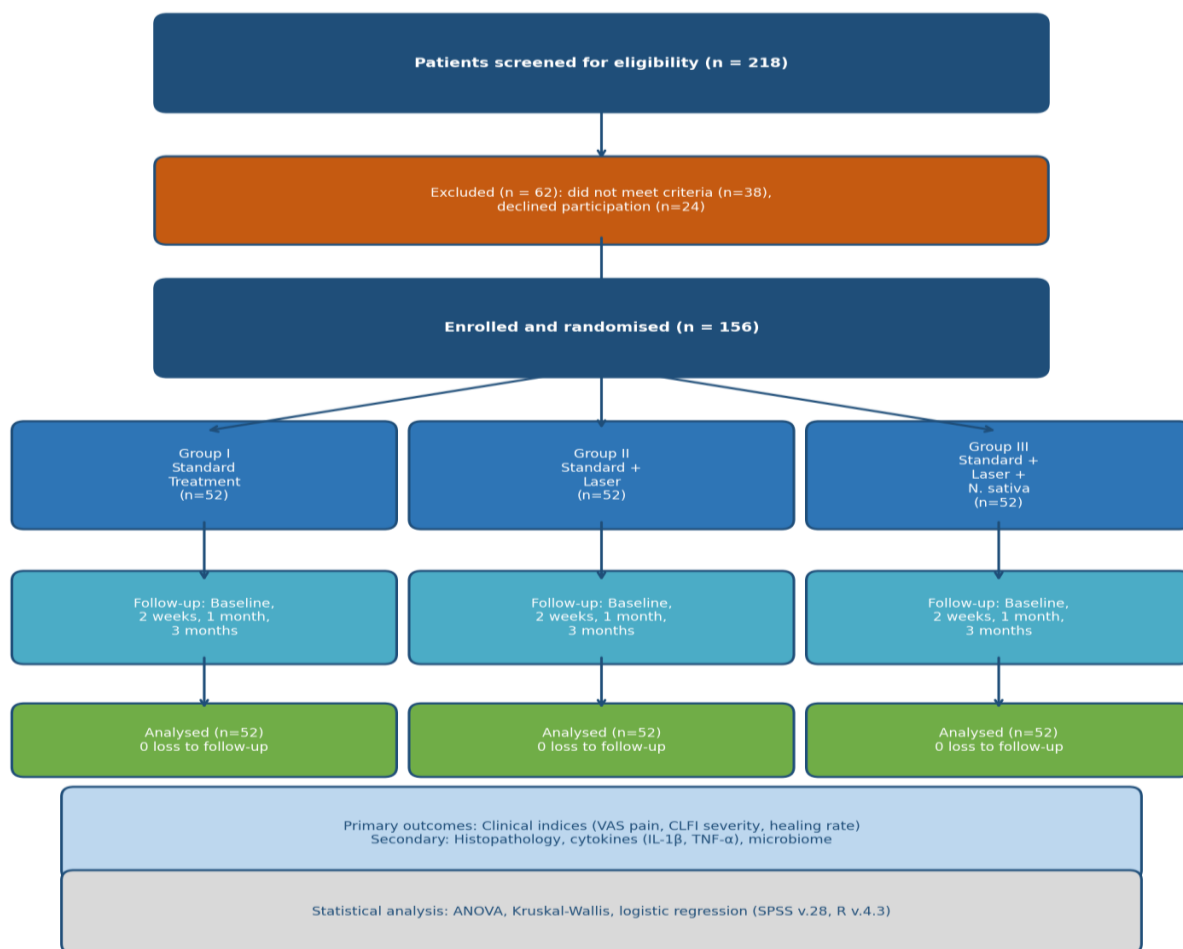 Patients screened for eligibility (n = 218)
Excluded (n = 62): did not meet criteria (n=38),
declined participation (n=24)
Enrolled and randomised (n = 156)
Group I
Standard
Treatment
(n=52)
Group II
Standard +
Laser
(n=52)
Group III
Standard +
Laser +
N. sativa
(n=52)
Follow-up: Baseline,
2 weeks, 1 month,
3 months
Follow-up: Baseline,
2 weeks, 1 month,
3 months
Follow-up: Baseline,
2 weeks, 1 month,
3 months
Analysed (n=52)
0 loss to follow-up
Analysed (n=52)
0 loss to follow-up
Analysed (n=52)
0 loss to follow-up
Primary outcomes: Clinical indices (VAS pain, CLFI severity, healing rate)
Secondary: Histopathology, cytokines (IL-1β, TNF-α), microbiome
Statistical analysis: ANOVA, Kruskal-Wallis, logistic regression (SPSS v.28, R v.4.3)